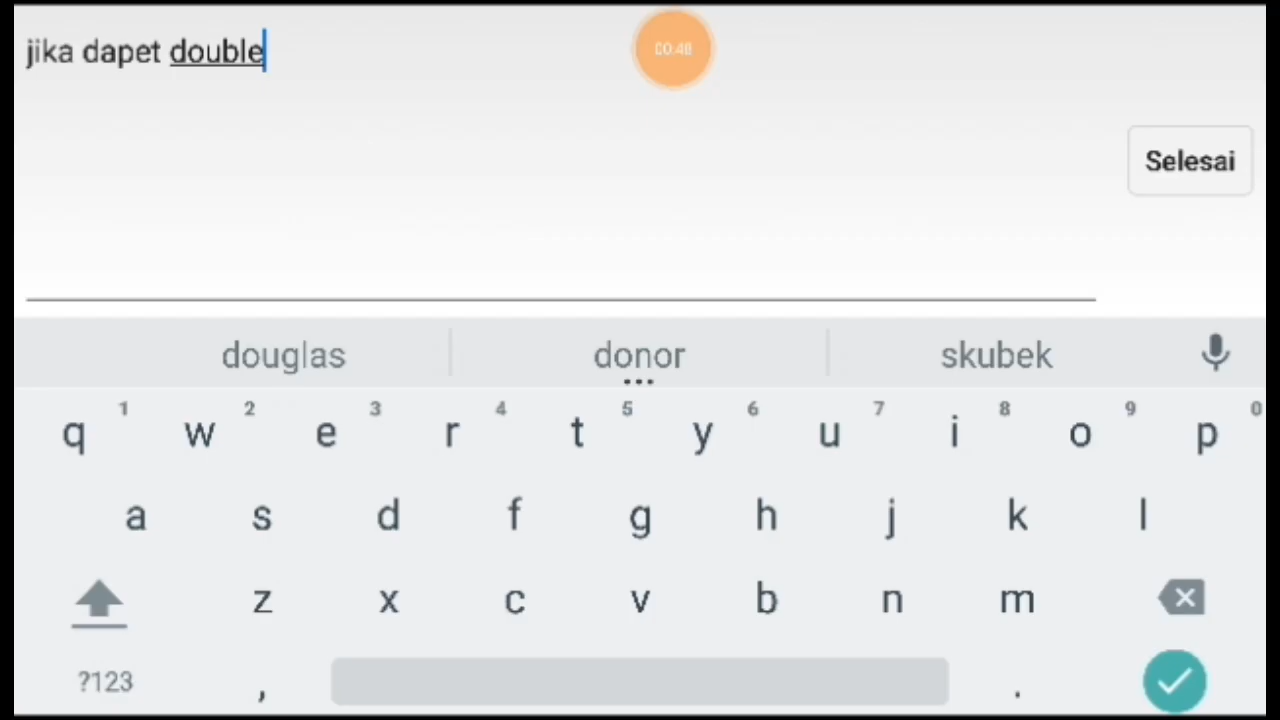 jika dapet double
00:48
Selesai
douglas donor skubek
1 2 3 4 5 6 7 8 9 0
q w e r t y u i o p
a s d f g h j k l
z x c v b n m
?123 , .